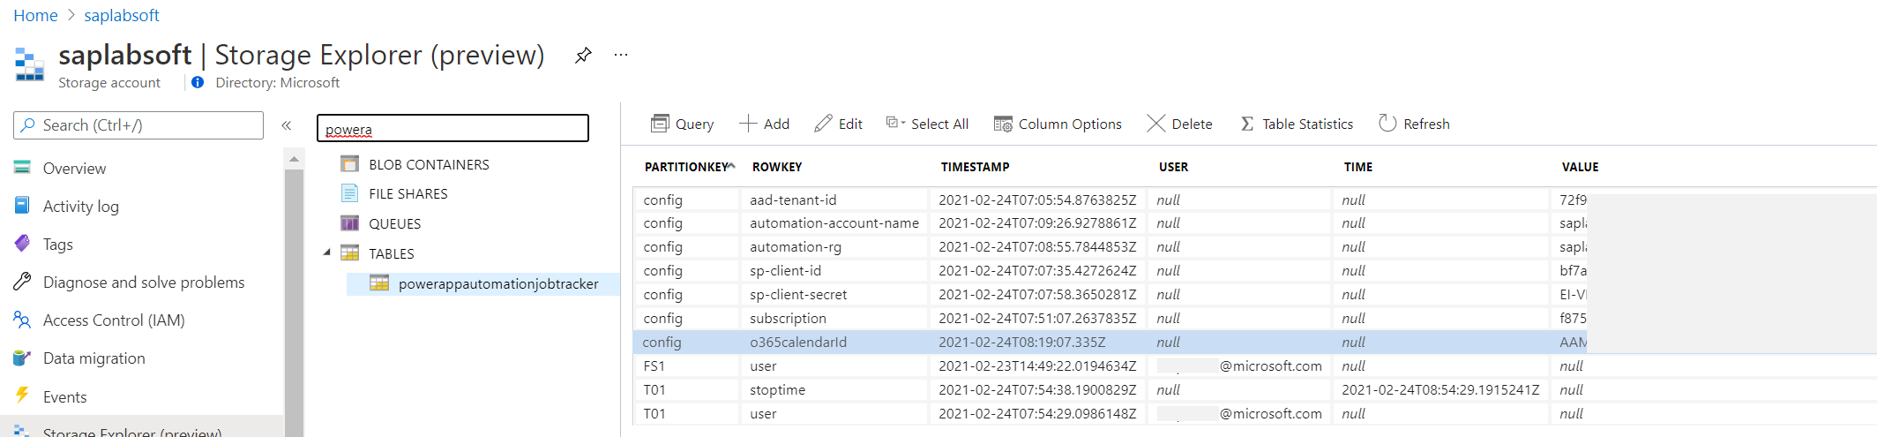 Home > saplabsoft
saplabsoft | Storage Explorer (preview)
Storage account
Directory: Microsoft
Search (Ctrl+/)
Overview
Activity log
Tags
Diagnose and solve problems
Access Control (IAM)
Data migration
Events
Storage Explorer (preview)
powera
BLOB CONTAINERS
FILE SHARES
QUEUES
TABLES
powerappautomationjobtracker
Query Add Edit Select All Column Options Delete Table Statistics Refresh
PARTITIONKEY ROWKEY TIMESTAMP USER TIME VALUE
config aad-tenant-id 2021-02-24T07:05:54.8763825Z null null 72f9
config automation-account-name 2021-02-24T07:09:26.9278861Z null null sapla
config automation-rg 2021-02-24T07:08:55.7844853Z null null sapla
config sp-client-id 2021-02-24T07:07:35.4272624Z null null bf7a
config sp-client-secret 2021-02-24T07:07:58.3650281Z null null EI-V
config subscription 2021-02-24T07:51:07.2637835Z null null f875
config o365calendarId 2021-02-24T08:19:07.335Z null null AAM
FS1 user 2021-02-23T14:49:22.0194634Z @microsoft.com null null
T01 stoptime 2021-02-24T07:54:38.1900829Z null 2021-02-24T08:54:29.1915241Z null
T01 user 2021-02-24T07:54:29.0986148Z @microsoft.com null null